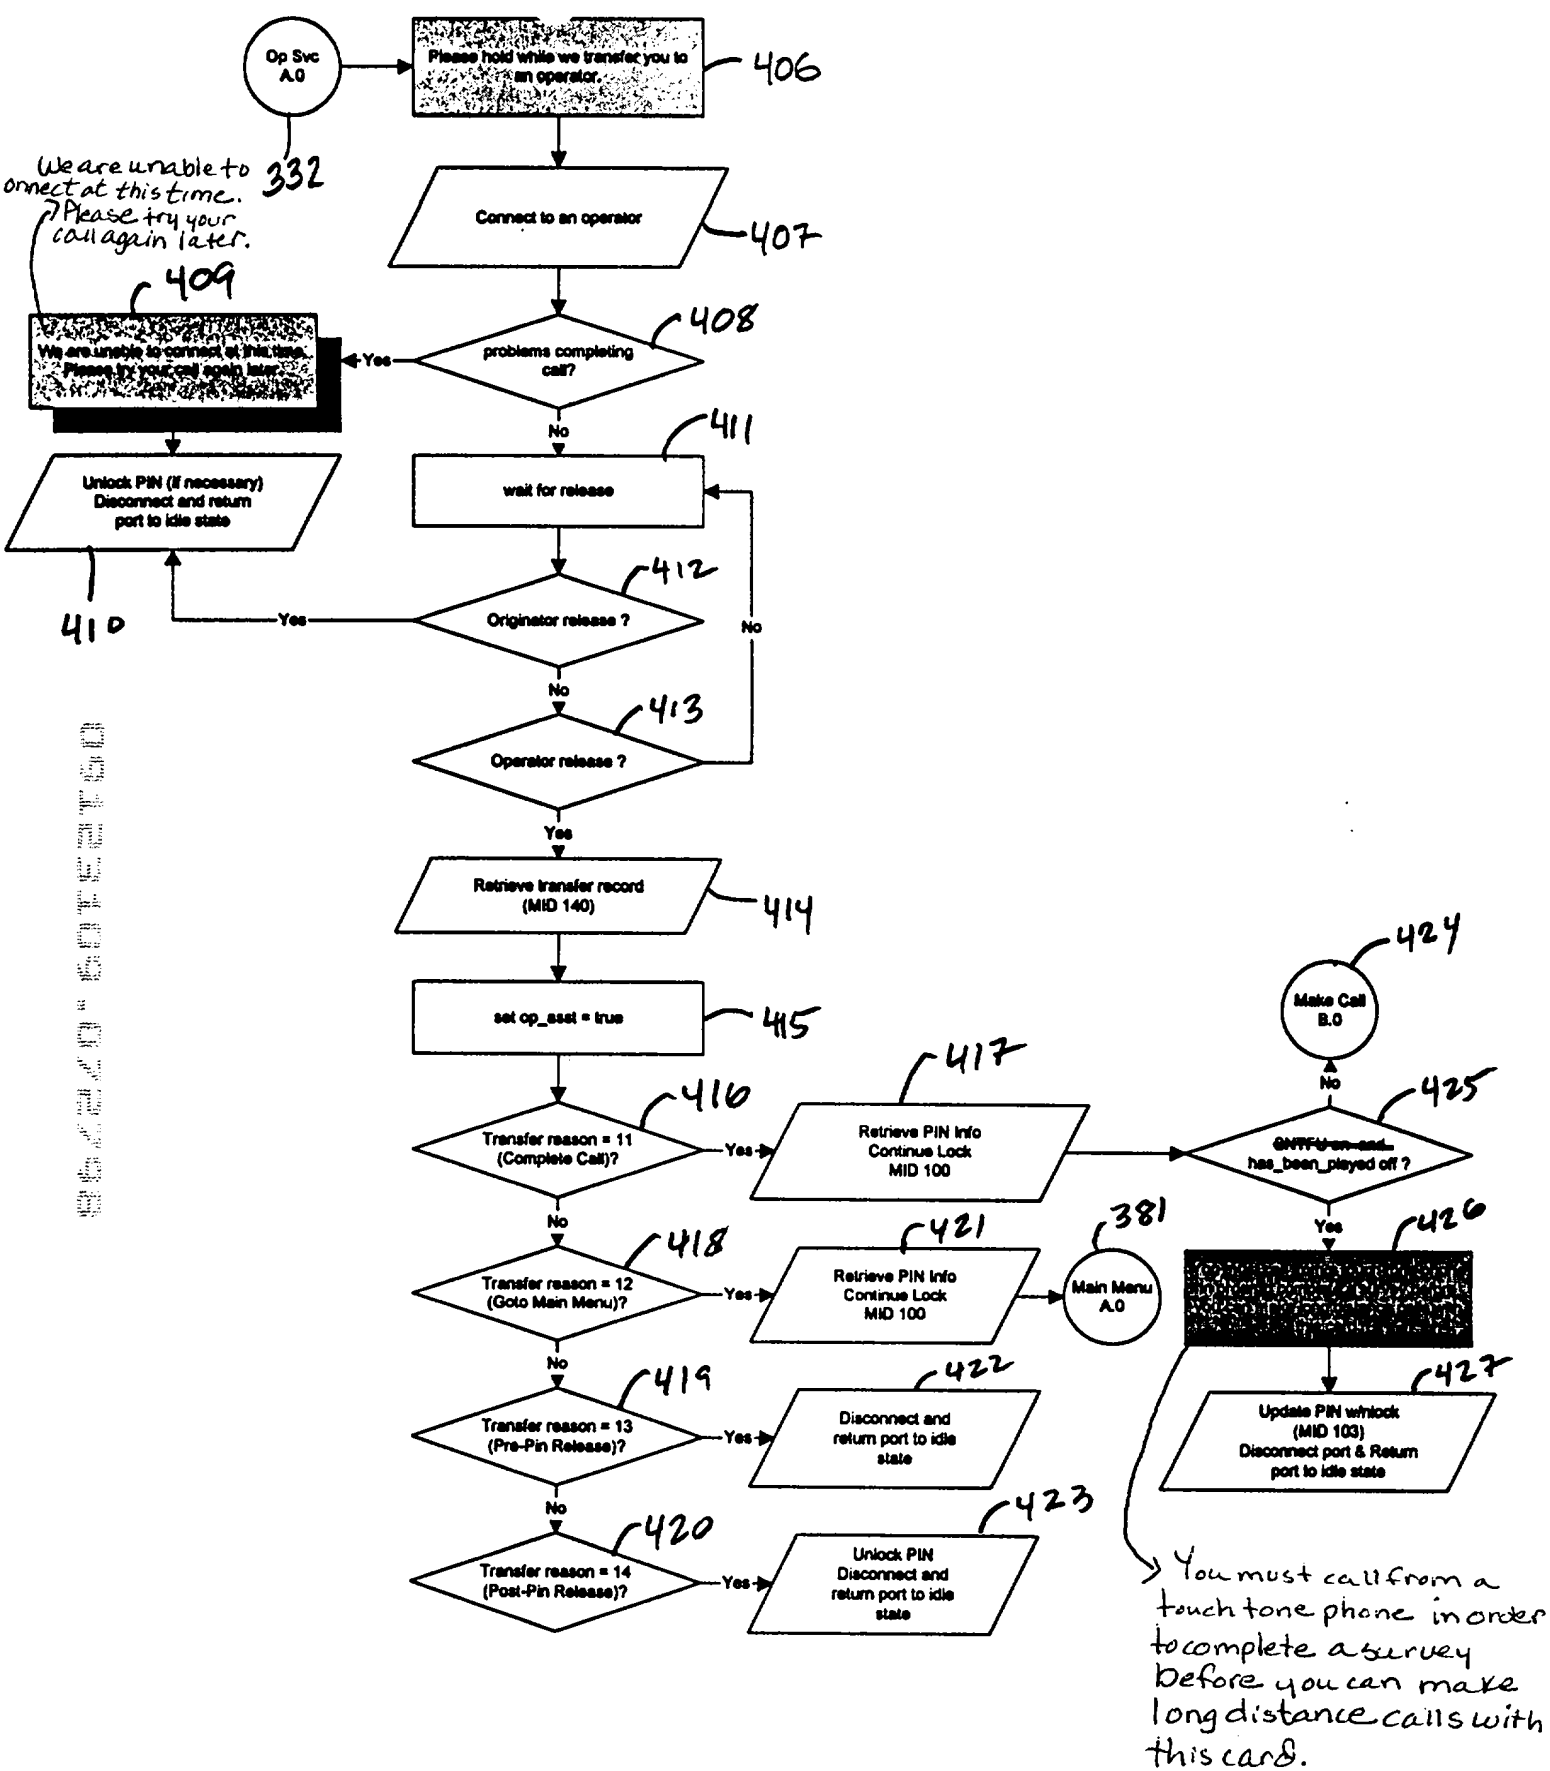 Op Svc
A.0
Please hold while we transfer you to
an operator.
406
332
We are unable to
onnect at this time.
Please try your
call again later.
Connect to an operator
407
409
We are unable to connect at this time.
Please try your call again later.
Yes
problems completing
call?
408
No
411
wait for release
Unlock PIN (if necessary)
Disconnect and return
port to idle state
410
412
Originator release ?
Yes
No
No
413
Operator release ?
Yes
Retrieve transfer record
(MID 140)
414
set op_asst = true
415
416
Transfer reason = 11
(Complete Call)?
Yes
417
Retrieve PIN Info
Continue Lock
MID 100
424
Make Call
B.0
No
425
has_been_played off ?
Yes
426
No
418
Transfer reason = 12
(Goto Main Menu)?
Yes
421
Retrieve PIN Info
Continue Lock
MID 100
381
Main Menu
A.0
No
419
Transfer reason = 13
(Pre-Pin Release)?
Yes
422
Disconnect and
return port to idle
state
427
Update PIN w/nlock
(MID 103)
Disconnect port & Return
port to idle state
No
420
Transfer reason = 14
(Post-Pin Release)?
Yes
423
Unlock PIN
Disconnect and
return port to idle
state
You must call from a
touch tone phone in order
to complete a survey
before you can make
long distance calls with
this card.